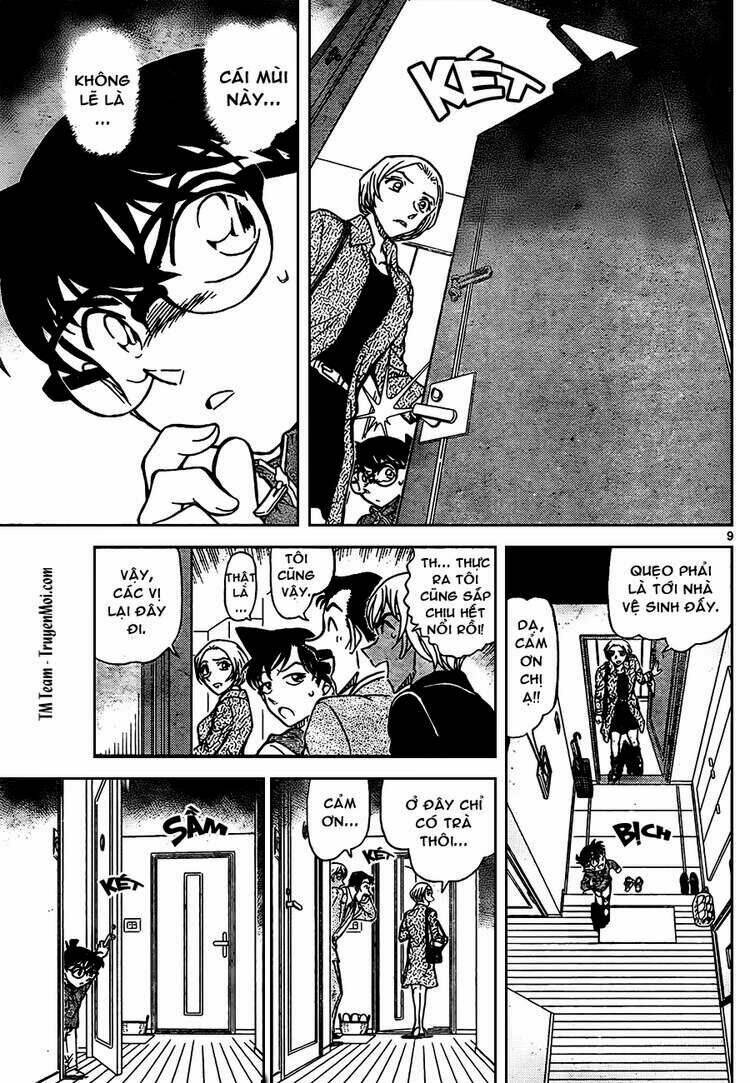 KÉT
CÁI MÙI
NÀY...
KHÔNG
LẼ LÀ
...
9
QUẸO PHẢI
LÀ TỚI NHÀ
VỆ SINH ĐẤY.
DẠ,
CẢM
ƠN
CHỊ
Ạ!!
BỊCH
TH... THỰC
RA TÔI
CŨNG SẮP
CHỊU HẾT
NỔI RỒI!
TÔI
CŨNG
VẬY.
THẬT
LÀ
...
VẬY,
CÁC VỊ
LẠI ĐÂY
ĐI.
TM Team - TruyenMoi.com
Ở ĐÂY CHỈ
CÓ TRÀ
THÔI...
CẢM
ƠN...
KÉT
SẦM
KÉT